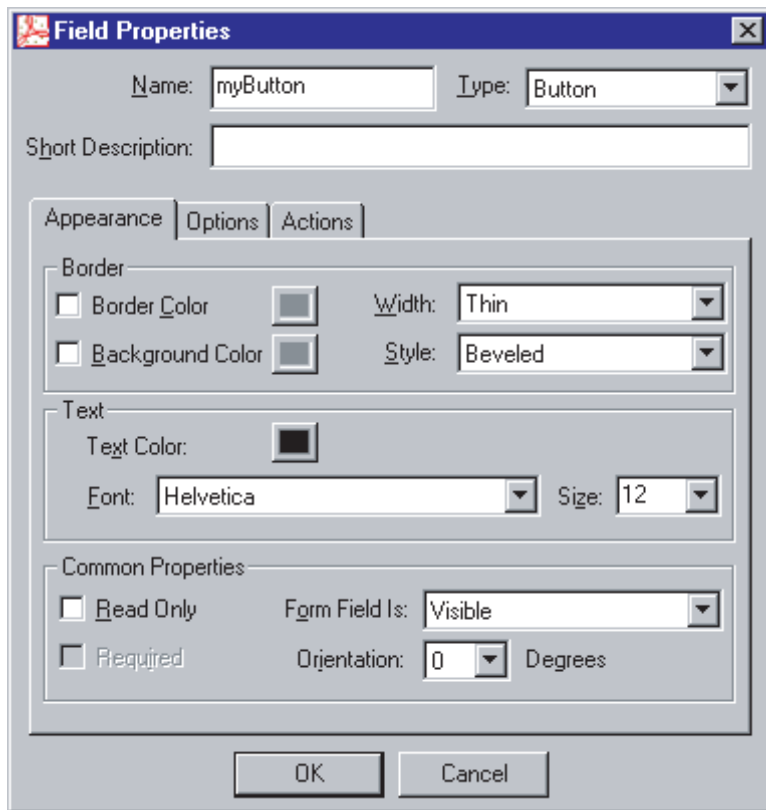 Field Properties
Name: myButton Type: Button
Short Description:
Appearance Options Actions
Border
Border Color Width: Thin
Background Color Style: Beveled
Text
Text Color:
Font: Helvetica Size: 12
Common Properties
Read Only Form Field Is: Visible
Required Orientation: 0 Degrees
OK Cancel